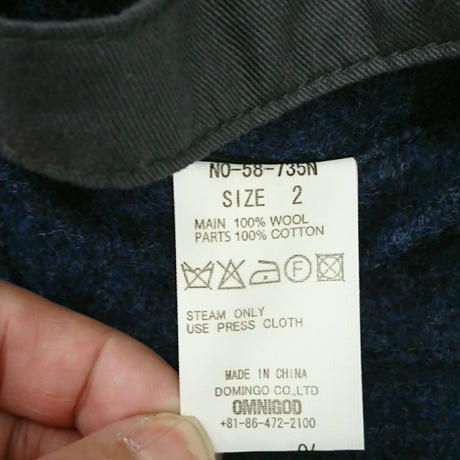 NO-58-735N
SIZE 2
MAIN 100% WOOL
PARTS 100% COTTON
F
STEAM ONLY
USE PRESS CLOTH
MADE IN CHINA
DOMINGO CO.,LTD
OMNIGOD
+81-86-472-2100